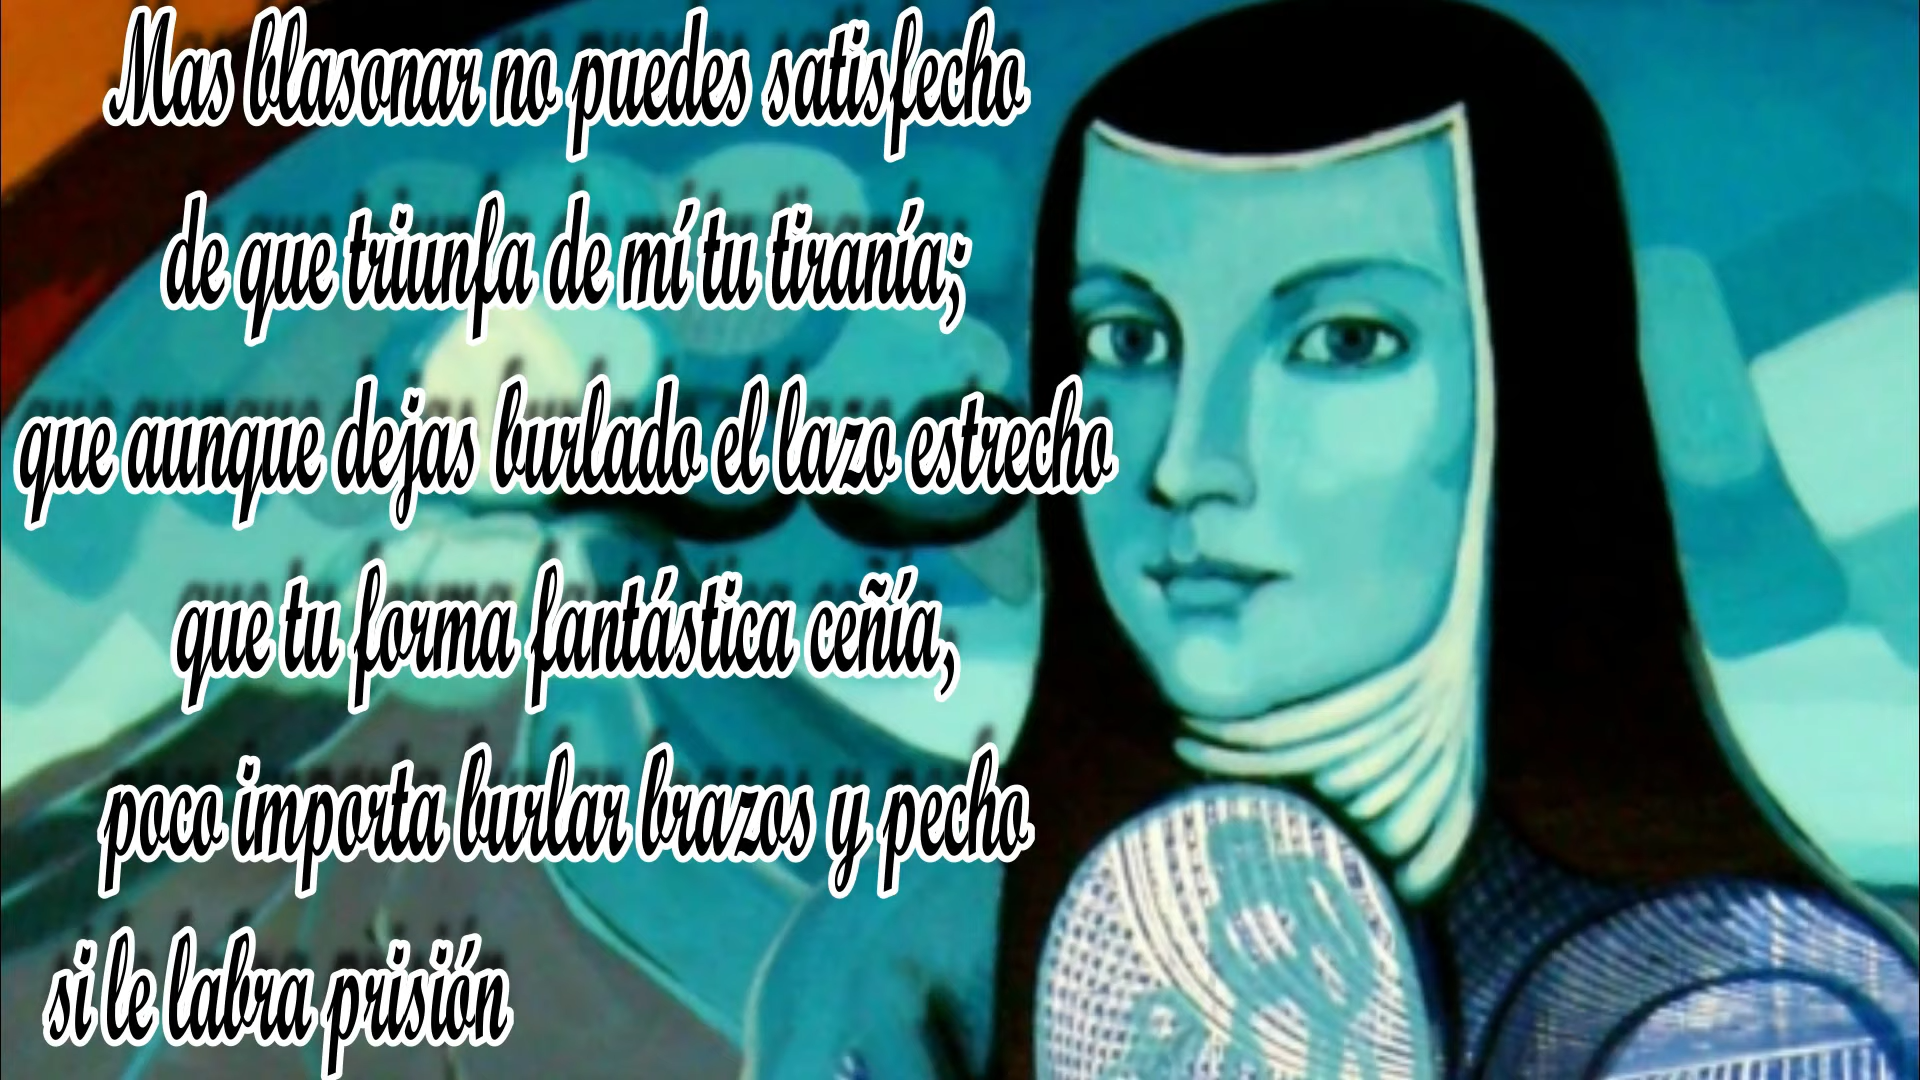 Mas blasonar no puedes satisfecho
de que triunfa de mí tu tiranía;
que aunque dejas burlado el lazo estrecho
que tu forma fantástica ceñía,
poco importa burlar brazos y pecho
si le labra prisión